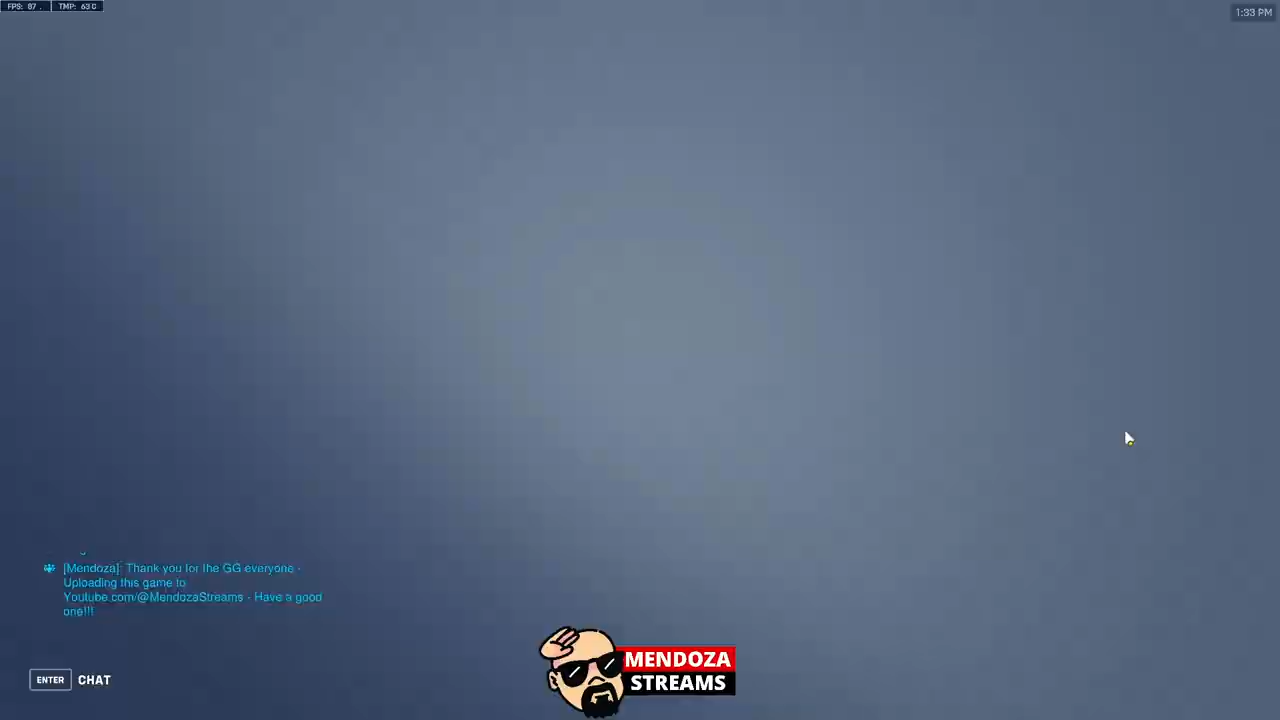 FPS: 87
TMP: 63 C
1:33 PM
[Mendoza]: Thank you for the GG everyone -
Uploading this game to
Youtube.com/@MendozaStreams - Have a good
one!!!
MENDOZA
STREAMS
ENTER CHAT